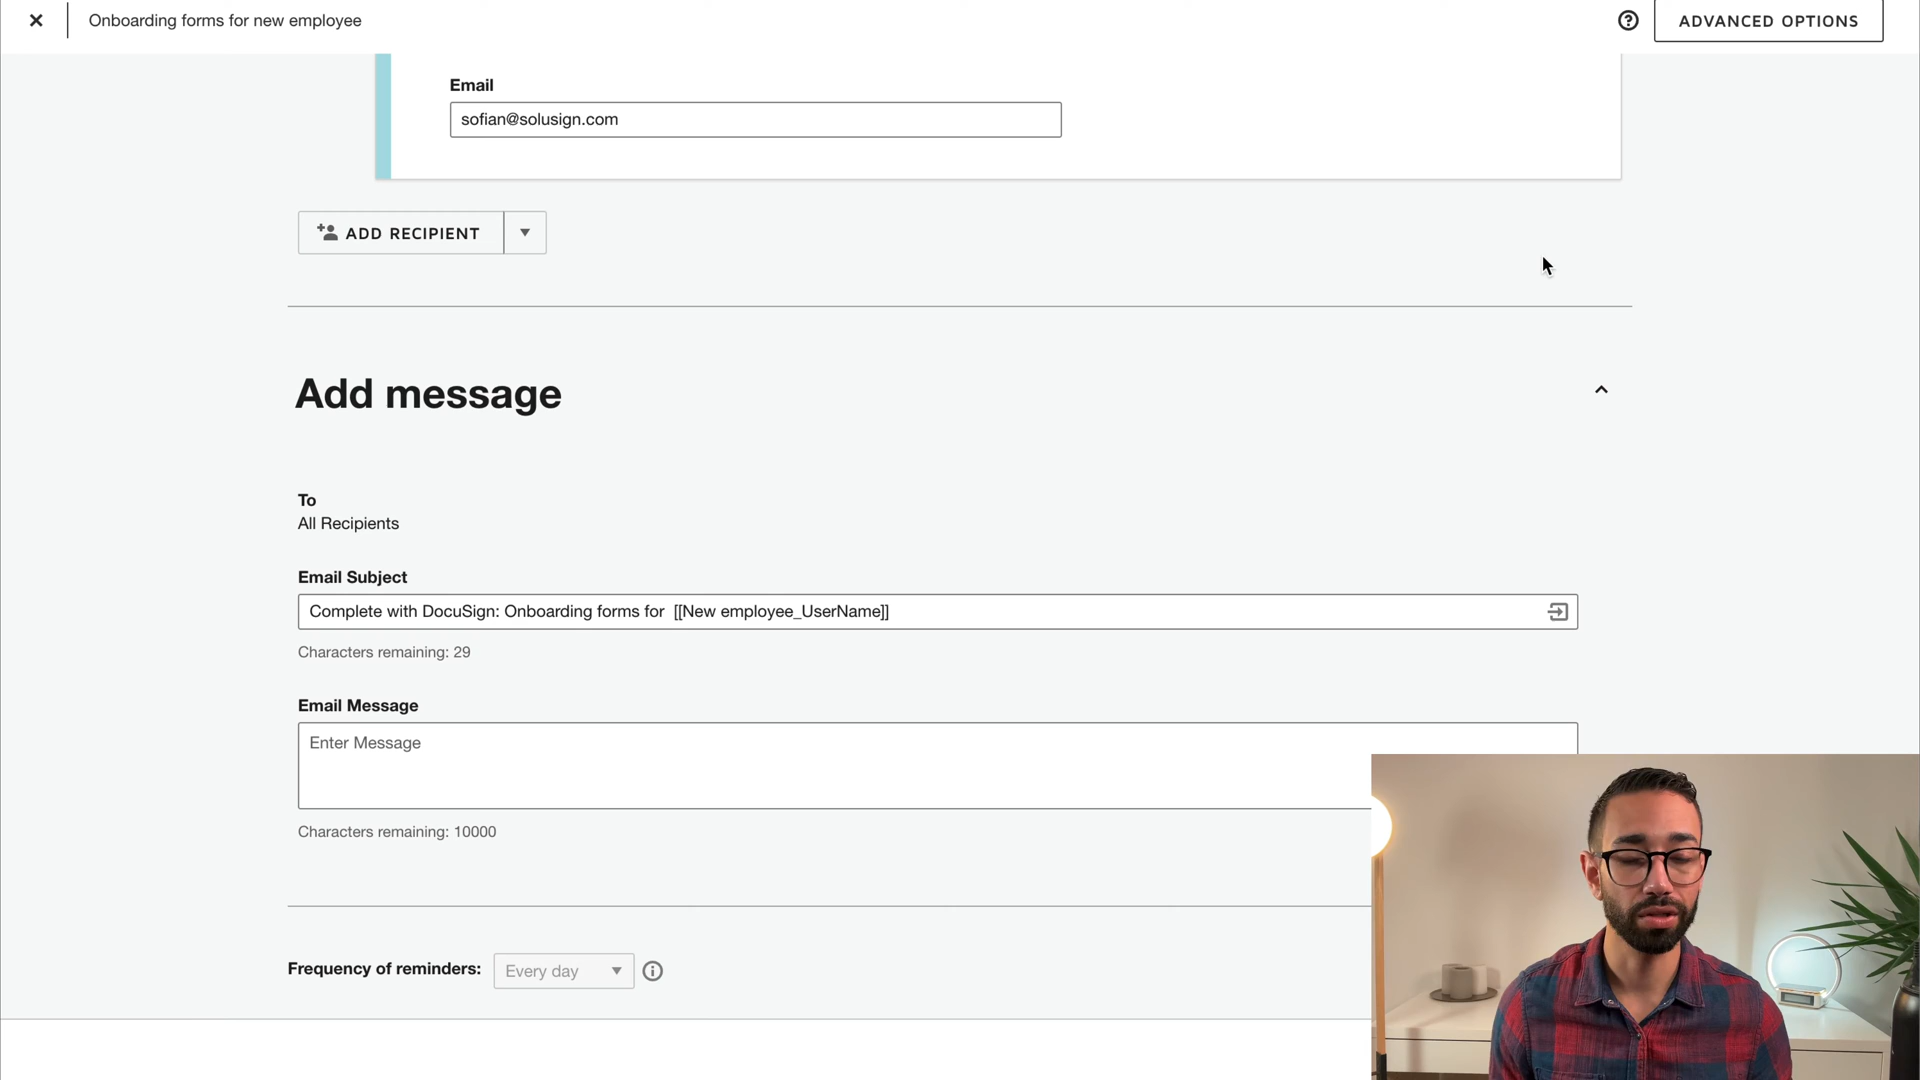 Onboarding forms for new employee
ADVANCED OPTIONS
Email
sofian@solusign.com
ADD RECIPIENT
Add message
To
All Recipients
Email Subject
Complete with DocuSign: Onboarding forms for  [[New employee_UserName]]
Characters remaining: 29
Email Message
Enter Message
Characters remaining: 10000
Frequency of reminders: Every day